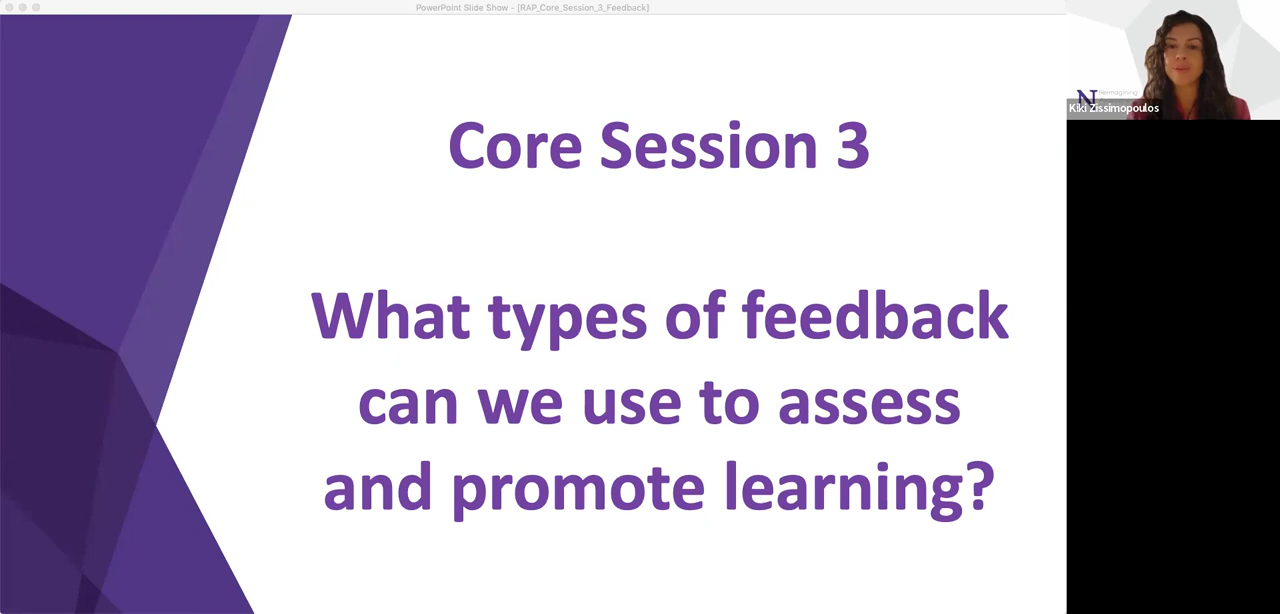 PowerPoint Slide Show - [RAP_Core_Session_3_Feedback]
Core Session 3
What types of feedback
can we use to assess
and promote learning?
N Reimagining
Kiki Zissimopoulos